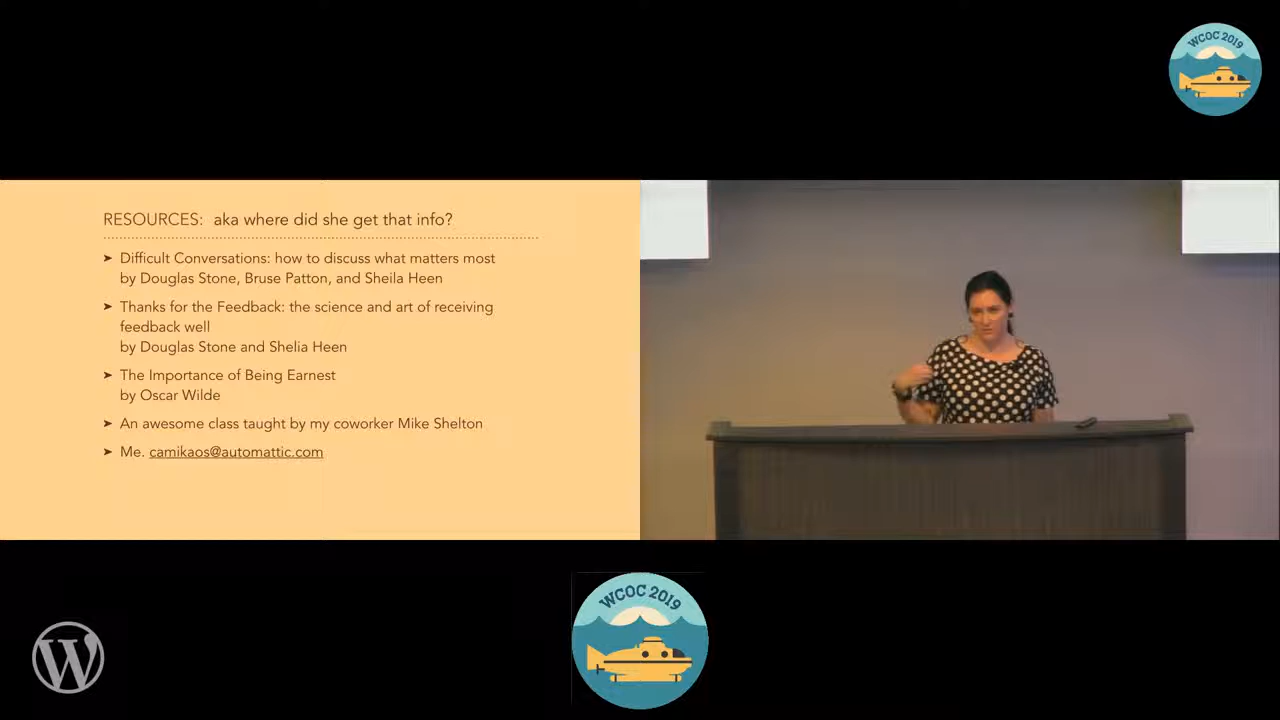 WCOC 2019
RESOURCES: aka where did she get that info?
➤ Difficult Conversations: how to discuss what matters most
by Douglas Stone, Bruse Patton, and Sheila Heen
➤ Thanks for the Feedback: the science and art of receiving
feedback well
by Douglas Stone and Shelia Heen
➤ The Importance of Being Earnest
by Oscar Wilde
➤ An awesome class taught by my coworker Mike Shelton
➤ Me. camikaos@automattic.com
WCOC 2019
W